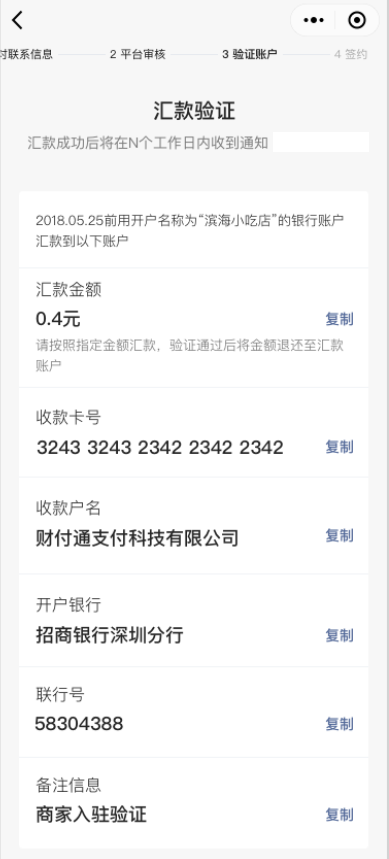 对联系信息 2 平台审核 3 验证账户 4 签约
汇款验证
汇款成功后将在N个工作日内收到通知
2018.05.25前用开户名称为“滨海小吃店”的银行账户
汇款到以下账户
汇款金额
0.4元 复制
请按照指定金额汇款，验证通过后将金额退还至汇款
账户
收款卡号
3243 3243 2342 2342 2342 复制
收款户名
财付通支付科技有限公司 复制
开户银行
招商银行深圳分行 复制
联行号
58304388 复制
备注信息
商家入驻验证 复制